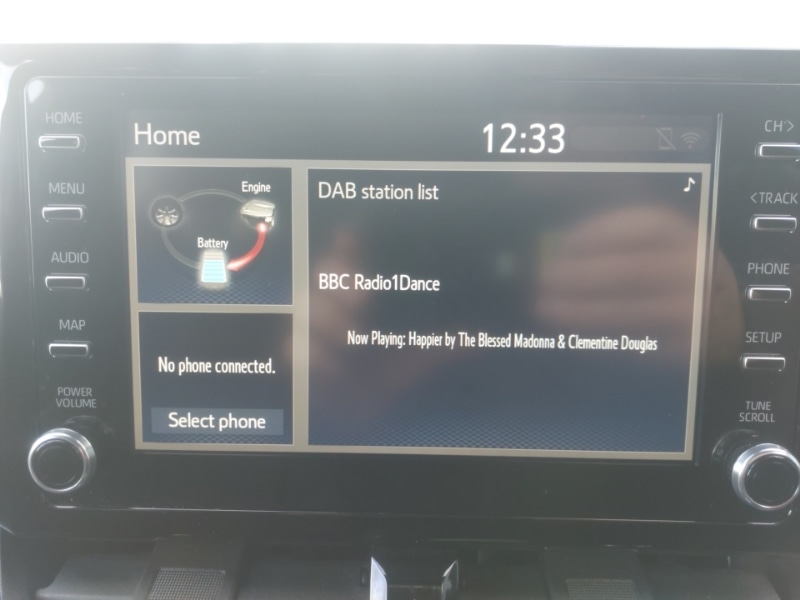 HOME
MENU
AUDIO
MAP
POWER
VOLUME
Home
12:33
Engine
Battery
No phone connected.
Select phone
DAB station list
BBC Radio1Dance
Now Playing: Happier by The Blessed Madonna & Clementine Douglas
CH >
< TRACK
PHONE
SETUP
TUNE
SCROLL